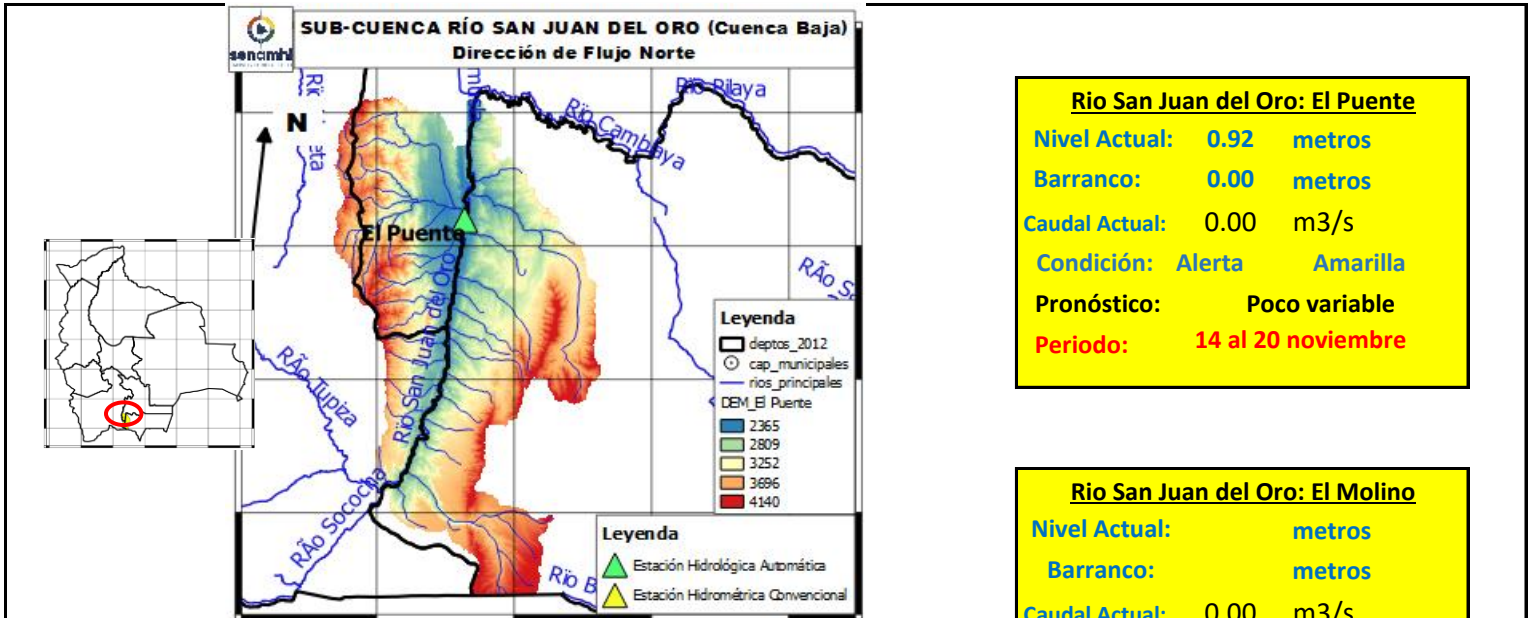 senamhi
SUB-CUENCA RÍO SAN JUAN DEL ORO (Cuenca Baja)
Dirección de Flujo Norte
N
Río Pilaya
Río Camblaya
El Puente
Río San Juan del Oro
RÃo Tupiza
RÃo Sococha
RÃo S
Río B
Leyenda
deptos_2012
cap_municipales
rios_principales
DEM_El Puente
2365
2809
3252
3696
4140
Leyenda
Estación Hidrológica Automática
Estación Hidrométrica Convencional
Rio San Juan del Oro: El Puente
Nivel Actual: 0.92 metros
Barranco: 0.00 metros
Caudal Actual: 0.00 m3/s
Condición: Alerta Amarilla
Pronóstico: Poco variable
Periodo: 14 al 20 noviembre
Rio San Juan del Oro: El Molino
Nivel Actual: metros
Barranco: metros
Caudal Actual: 0.00 m3/s